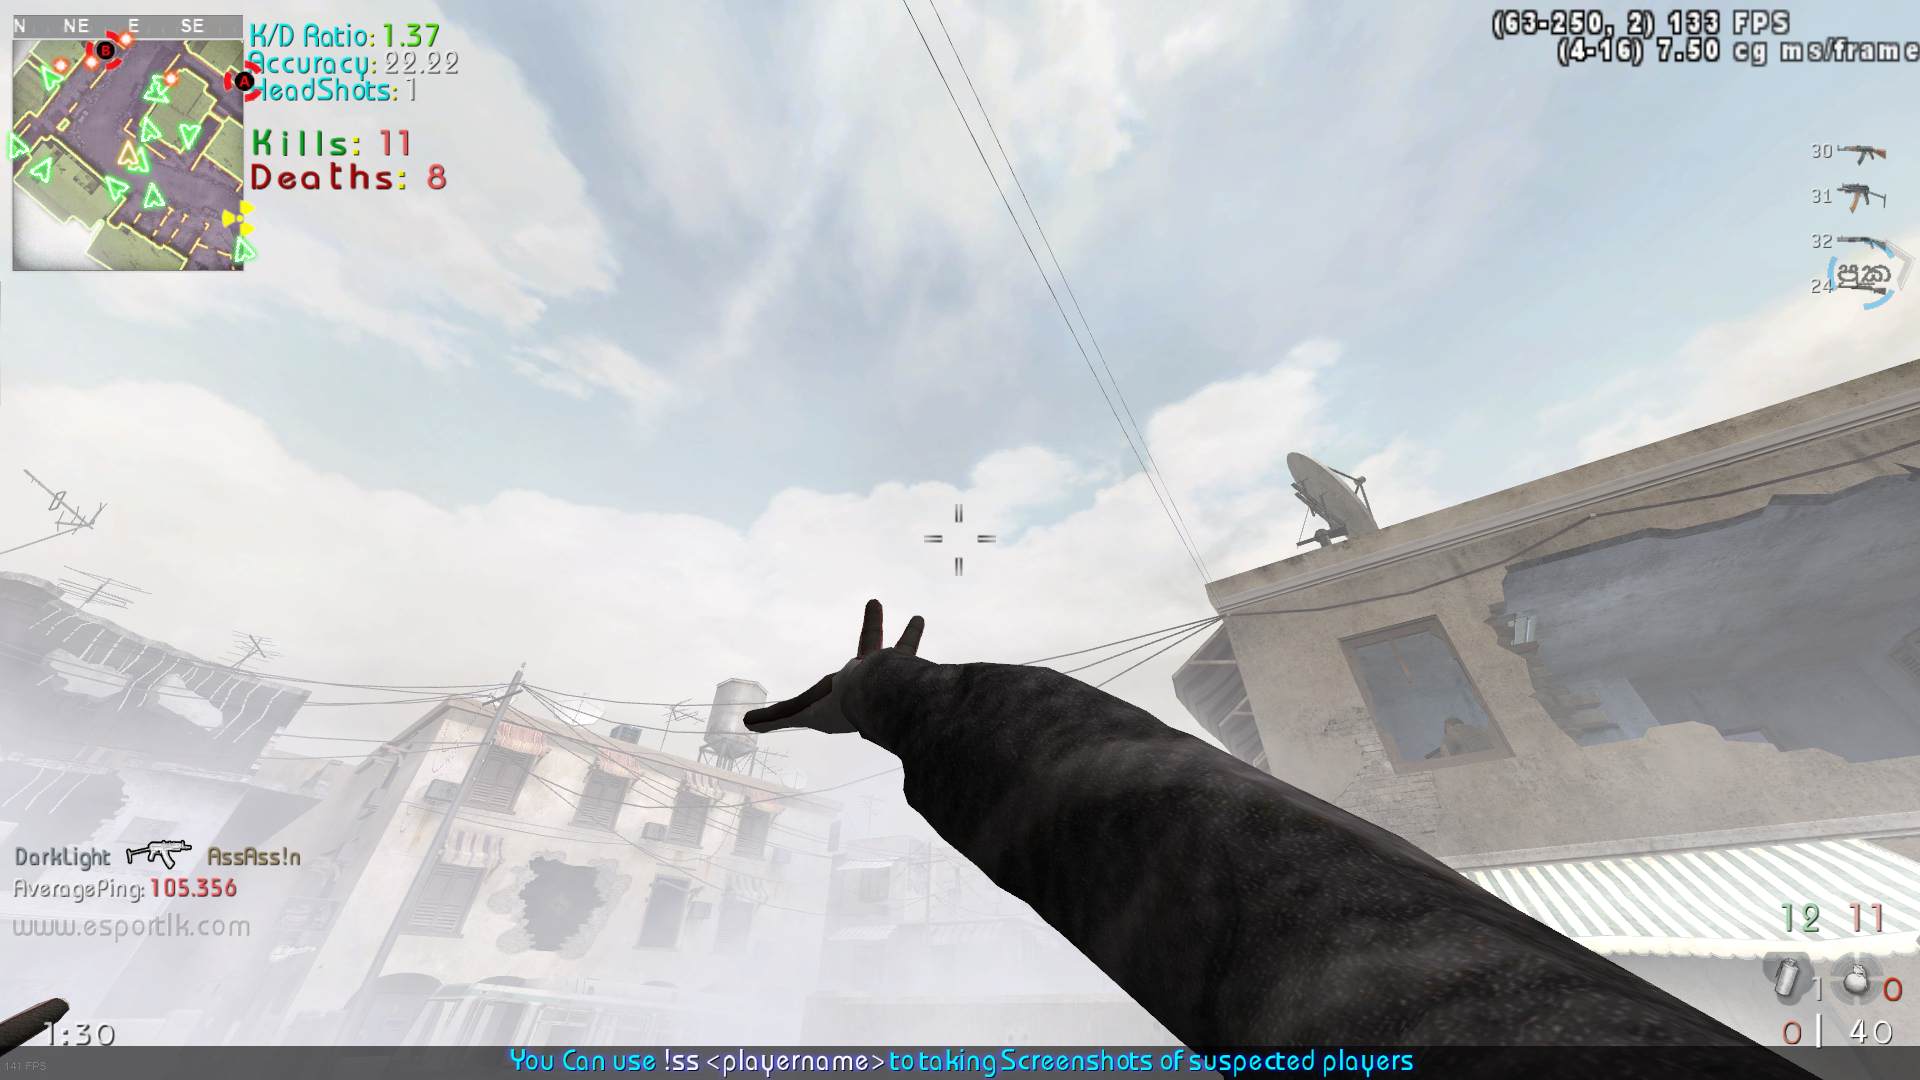 N NE E SE
B
A
K/D Ratio: 1.37
Accuracy: 22.22
HeadShots: 1
Kills: 11
Deaths: 8
(63-250, 2) 133 FPS
(4-16) 7.50 cg ms/frame
30
31
32
24
DarkLight AssAss!n
AveragePing: 105.356
www.esportlk.com
12 11
1 0
0 | 40
1:30
You Can use !ss <playername> to taking Screenshots of suspected players
141 FPS